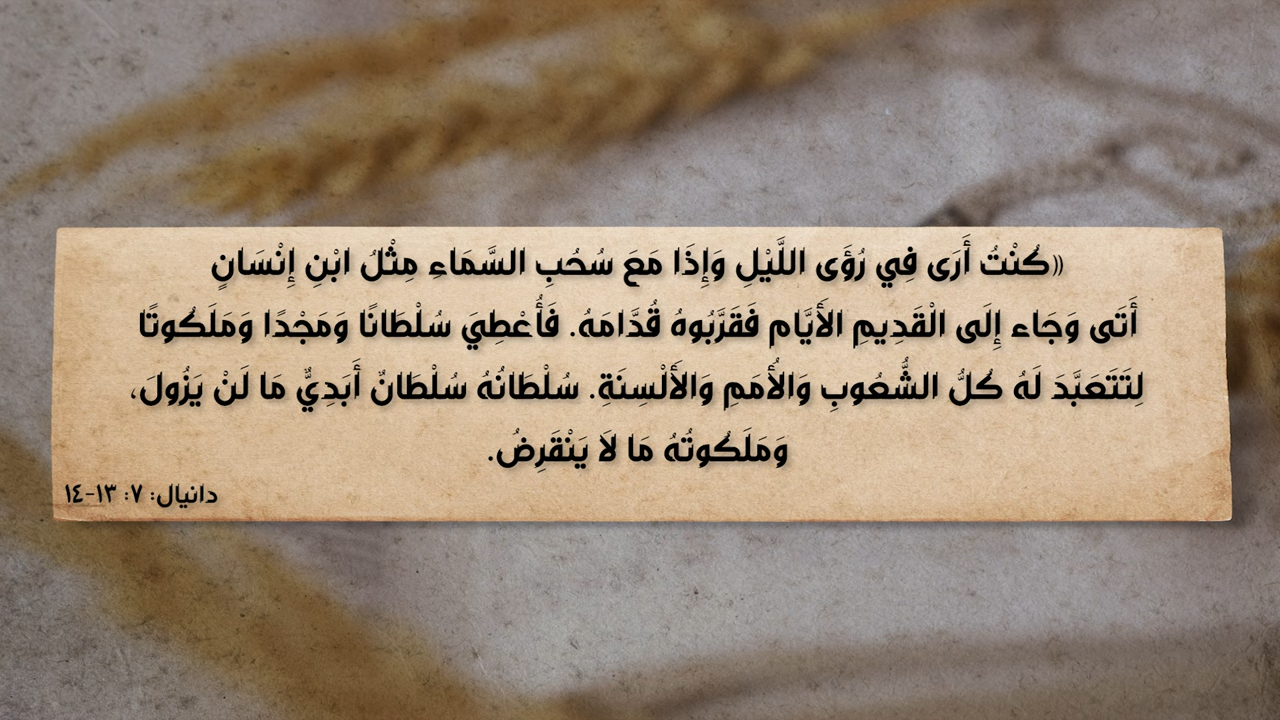 «كُنْتُ أَرَى فِي رُؤَى اللَّيْلِ وَإِذَا مَعَ سُحُبِ السَّمَاءِ مِثْلُ ابْنِ إِنْسَانٍ
أَتَى وَجَاء إِلَى الْقَدِيمِ الأَيَّام فَقَرَّبُوهُ قُدَّامَهُ. فَأُعْطِيَ سُلْطَانًا وَمَجْدًا وَمَلَكُوتًا
لِتَتَعَبَّدَ لَهُ كُلُّ الشُّعُوبِ وَالأُمَمِ وَالأَلْسِنَةِ. سُلْطَانُهُ سُلْطَانٌ أَبَدِيٌّ مَا لَنْ يَزُولَ،
وَمَلَكُوتُهُ مَا لاَ يَنْقَرِضُ.
دانيال: ٧: ١٣-١٤